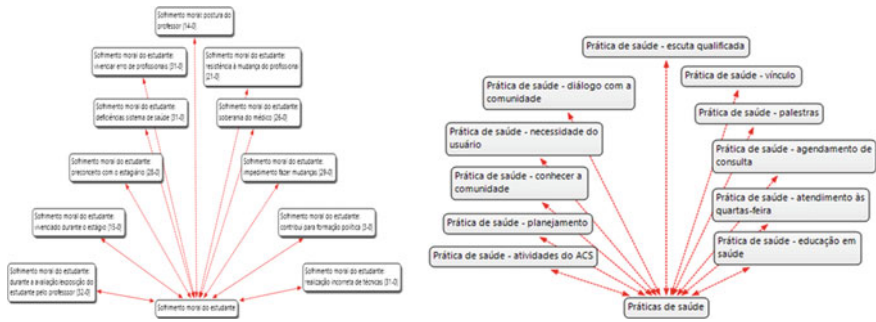 Sofrimento moral: postura do
professor {14-0}
Sofrimento moral do estudante:
vivenciar erro de profissionais {31-0}
Sofrimento moral do estudante:
resistência à mudança do profissional
{21-0}
Sofrimento moral do estudante:
deficiências sistema de saúde {31-0}
Sofrimento moral do estudante:
soberania do médico {26-0}
Sofrimento moral do estudante:
preconceito com o estagiário {28-0}
Sofrimento moral do estudante:
impedimento fazer mudanças {29-0}
Sofrimento moral do estudante:
vivenciado durante o estágio {15-0}
Sofrimento moral do estudante:
contribui para formação política {3-0}
Sofrimento moral do estudante:
durante a avaliação/exposição do
estudante pelo professor {32-0}
Sofrimento moral do estudante:
realização incorreta de técnicas {31-0}
Sofrimento moral do estudante
Prática de saúde - escuta qualificada
Prática de saúde - vínculo
Prática de saúde - diálogo com a
comunidade
Prática de saúde - palestras
Prática de saúde - necessidade do
usuário
Prática de saúde - agendamento de
consulta
Prática de saúde - conhecer a
comunidade
Prática de saúde - atendimento às
quartas-feira
Prática de saúde - planejamento
Prática de saúde - educação em
saúde
Prática de saúde - atividades do ACS
Práticas de saúde